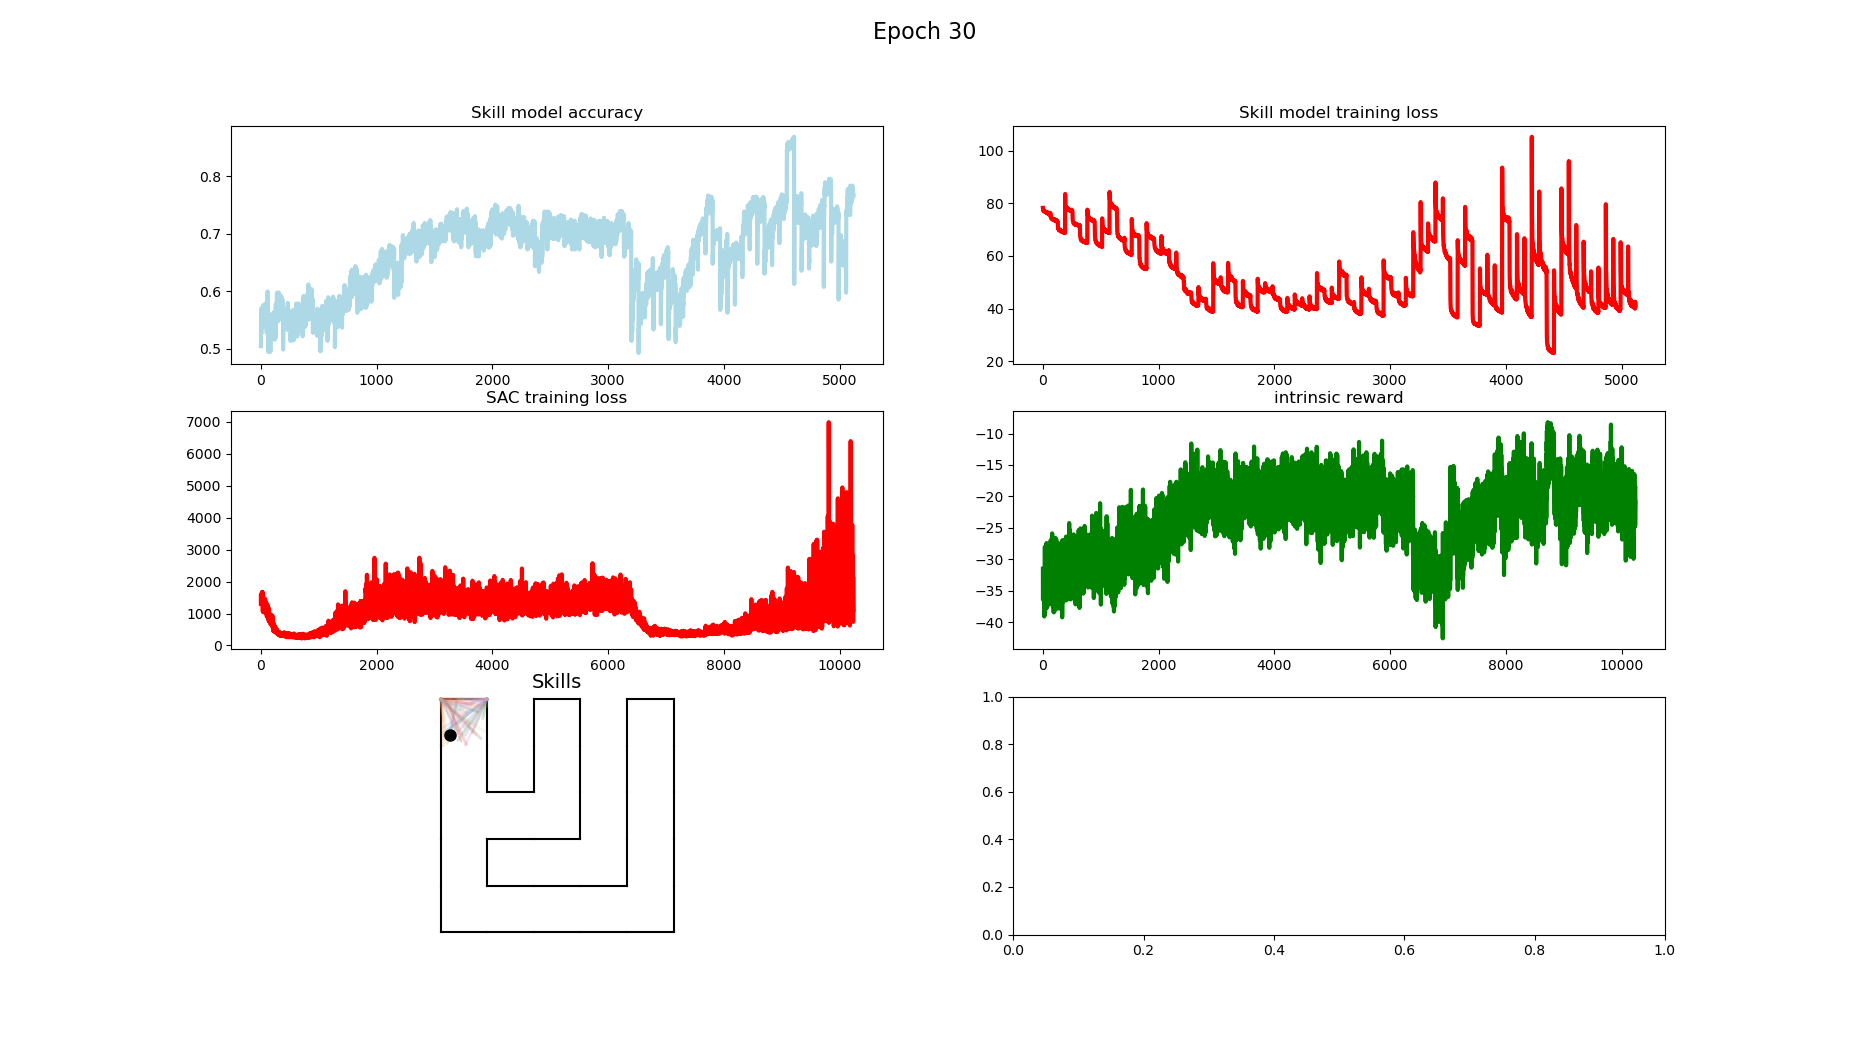 Epoch 30
Skill model accuracy
0.8
0.7
0.6
0.5
0 1000 2000 3000 4000 5000
Skill model training loss
100
80
60
40
20
0 1000 2000 3000 4000 5000
SAC training loss
7000
6000
5000
4000
3000
2000
1000
0
0 2000 4000 6000 8000 10000
intrinsic reward
−10
−15
−20
−25
−30
−35
−40
0 2000 4000 6000 8000 10000
Skills
1.0
0.8
0.6
0.4
0.2
0.0
0.0 0.2 0.4 0.6 0.8 1.0